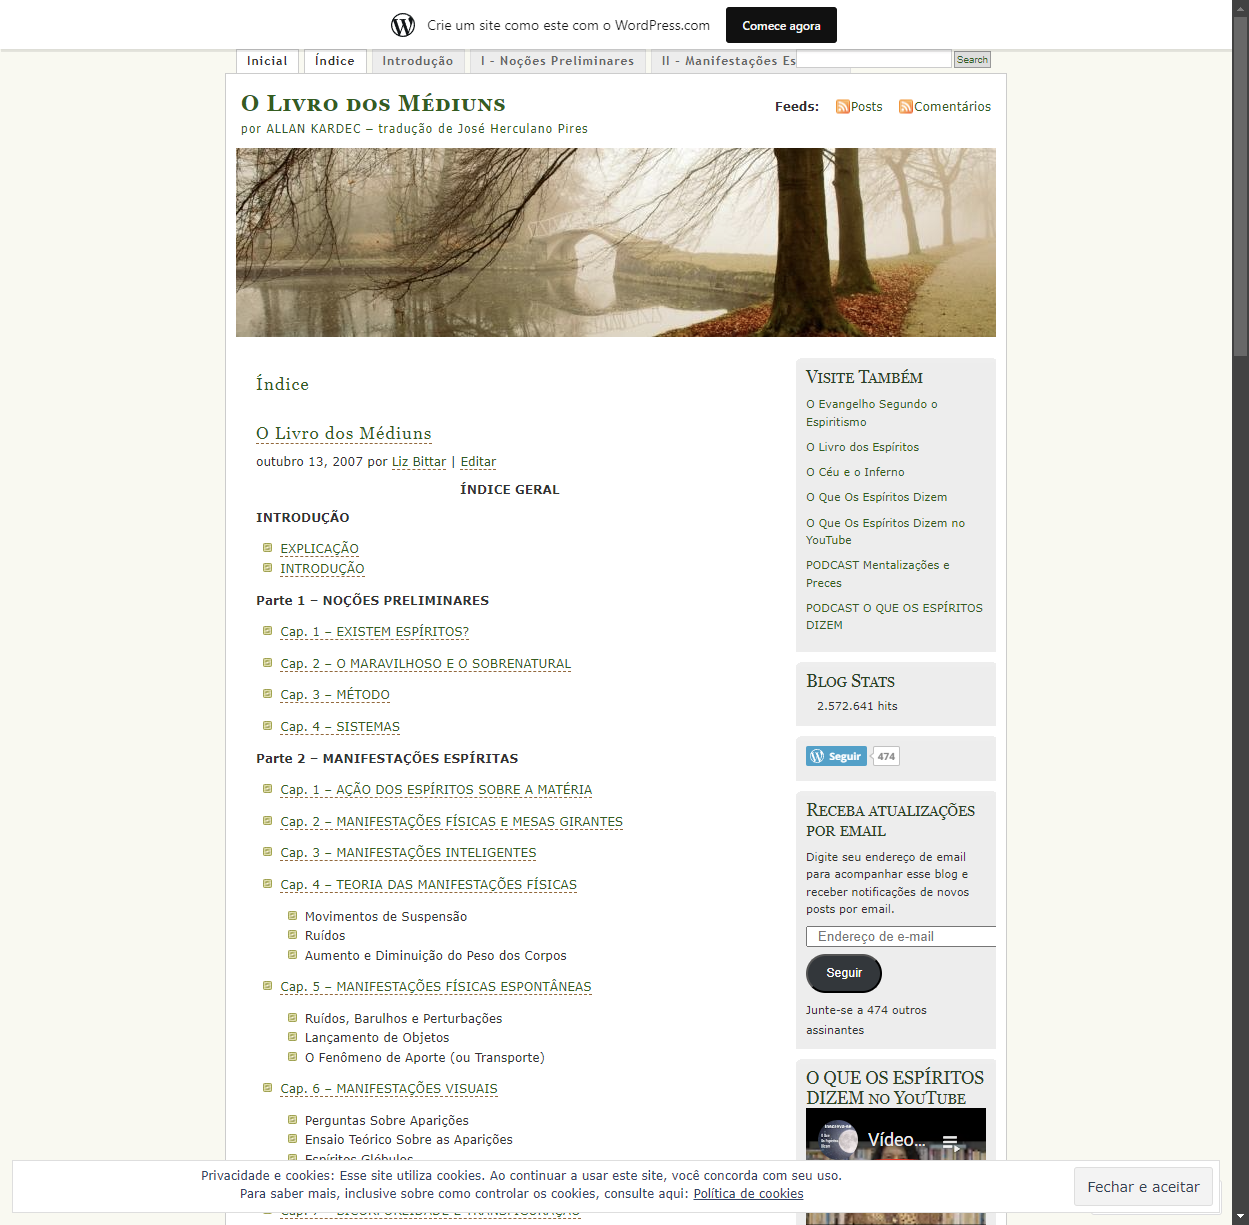 Crie um site como este com o WordPress.com
Comece agora
Inicial
Índice
Introdução
I - Noções Preliminares
II - Manifestações Es
Search
O Livro dos Médiuns
por ALLAN KARDEC – tradução de José Herculano Pires
Feeds:
Posts
Comentários
Índice
O Livro dos Médiuns
outubro 13, 2007 por Liz Bittar | Editar
ÍNDICE GERAL
INTRODUÇÃO
EXPLICAÇÃO
INTRODUÇÃO
Parte 1 – NOÇÕES PRELIMINARES
Cap. 1 – EXISTEM ESPÍRITOS?
Cap. 2 – O MARAVILHOSO E O SOBRENATURAL
Cap. 3 – MÉTODO
Cap. 4 – SISTEMAS
Parte 2 – MANIFESTAÇÕES ESPÍRITAS
Cap. 1 – AÇÃO DOS ESPÍRITOS SOBRE A MATÉRIA
Cap. 2 – MANIFESTAÇÕES FÍSICAS E MESAS GIRANTES
Cap. 3 – MANIFESTAÇÕES INTELIGENTES
Cap. 4 – TEORIA DAS MANIFESTAÇÕES FÍSICAS
Movimentos de Suspensão
Ruídos
Aumento e Diminuição do Peso dos Corpos
Cap. 5 – MANIFESTAÇÕES FÍSICAS ESPONTÂNEAS
Ruídos, Barulhos e Perturbações
Lançamento de Objetos
O Fenômeno de Aporte (ou Transporte)
Cap. 6 – MANIFESTAÇÕES VISUAIS
Perguntas Sobre Aparições
Ensaio Teórico Sobre as Aparições
Espíritos Glóbulos
Cap. 7 – BICORPOREIDADE E TRANSFIGURAÇÃO
Visite Também
O Evangelho Segundo o
Espiritismo
O Livro dos Espíritos
O Céu e o Inferno
O Que Os Espíritos Dizem
O Que Os Espíritos Dizem no
YouTube
PODCAST Mentalizações e
Preces
PODCAST O QUE OS ESPÍRITOS
DIZEM
Blog Stats
2.572.641 hits
Seguir
474
Receba atualizações
por email
Digite seu endereço de email
para acompanhar esse blog e
receber notificações de novos
posts por email.
Endereço de e-mail
Seguir
Junte-se a 474 outros
assinantes
O QUE OS ESPÍRITOS
DIZEM no YouTube
Vídeo...
Privacidade e cookies: Esse site utiliza cookies. Ao continuar a usar este site, você concorda com seu uso.
Para saber mais, inclusive sobre como controlar os cookies, consulte aqui: Política de cookies
Fechar e aceitar